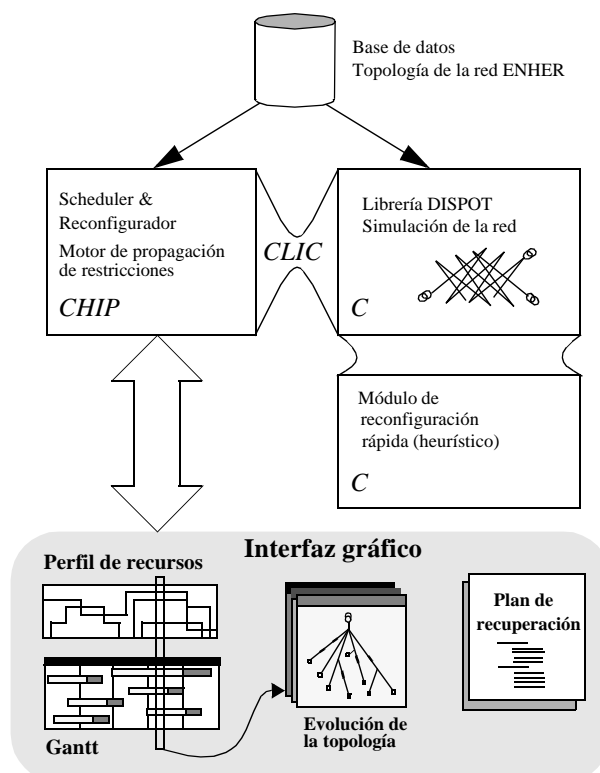 Base de datos
Topología de la red ENHER
Scheduler &
Reconfigurador
Motor de propagación
de restricciones
CHIP
CLIC
Librería DISPOT
Simulación de la red
C
Módulo de
reconfiguración
rápida (heurístico)
C
Interfaz gráfico
Perfil de recursos
Gantt
Evolución de
la topología
Plan de
recuperación